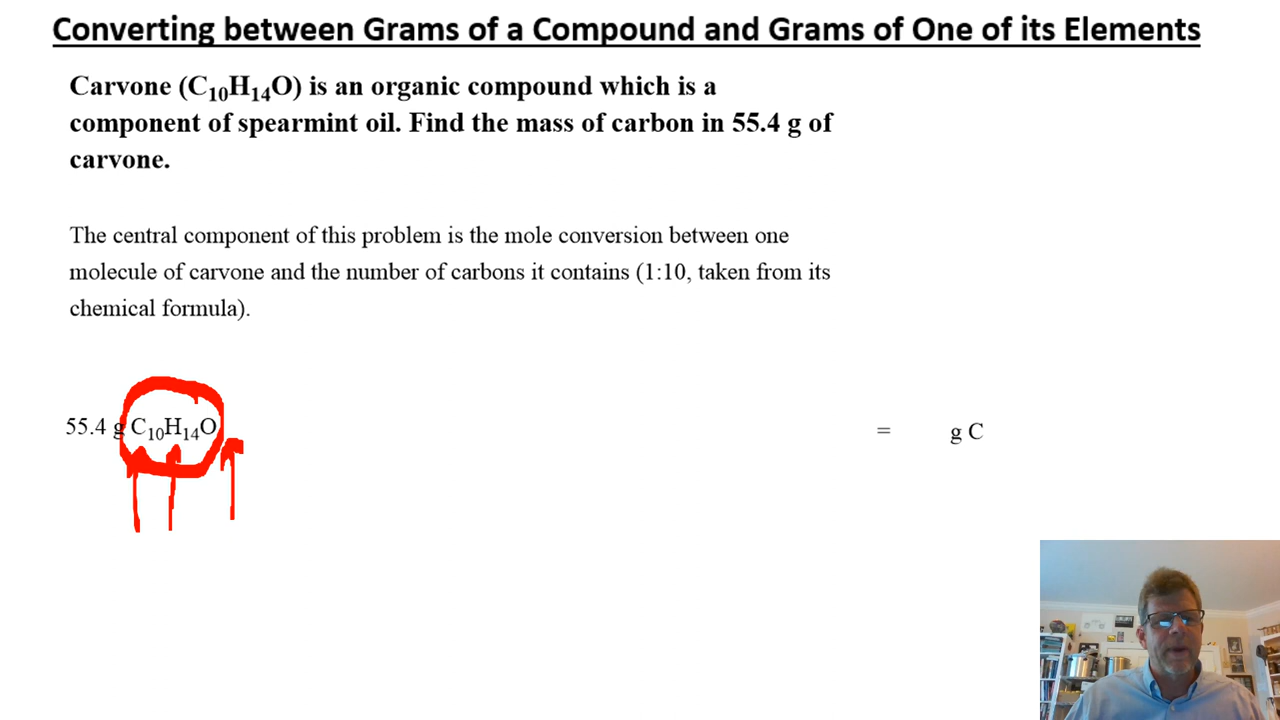 Converting between Grams of a Compound and Grams of One of its Elements
Carvone (C₁₀H₁₄O) is an organic compound which is a
component of spearmint oil. Find the mass of carbon in 55.4 g of
carvone.
The central component of this problem is the mole conversion between one
molecule of carvone and the number of carbons it contains (1:10, taken from its
chemical formula).
55.4 g C₁₀H₁₄O = g C